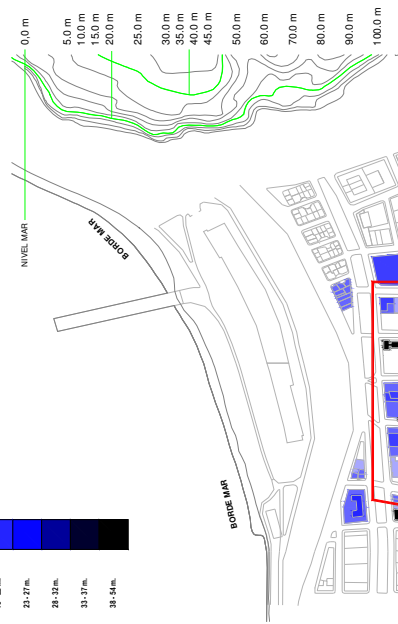 0,0 m
5.0 m
10.0 m
15.0 m
20.0 m
25.0 m
30.0 m
35.0 m
40.0 m
45.0 m
50.0 m
60.0 m
70.0 m
80.0 m
90.0 m
100.0 m
NIVEL MAR
BORDE MAR
BORDE MAR
23 - 27 m.
28 - 32 m.
33 - 37 m.
38 - 54 m.